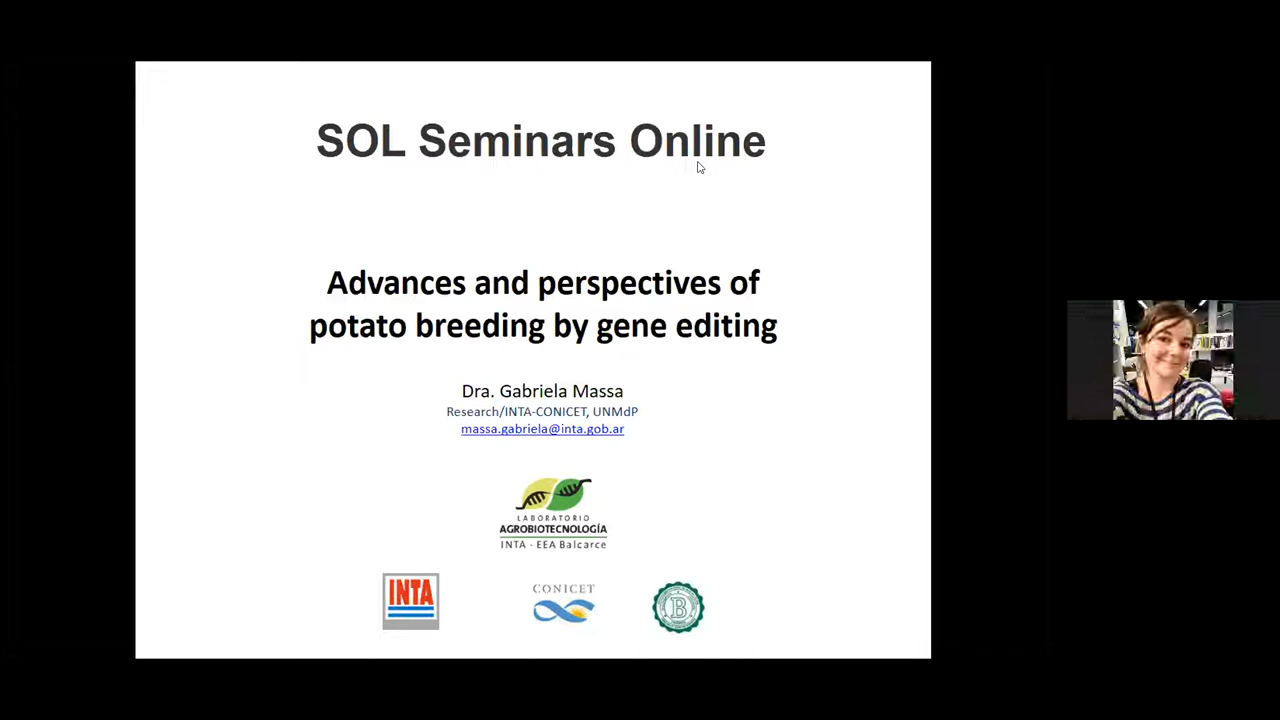 SOL Seminars Online
Advances and perspectives of
potato breeding by gene editing
Dra. Gabriela Massa
Research/INTA-CONICET, UNMdP
massa.gabriela@inta.gob.ar
LABORATORIO
AGROBIOTECNOLOGÍA
INTA - EEA Balcarce
INTA
CONICET
B